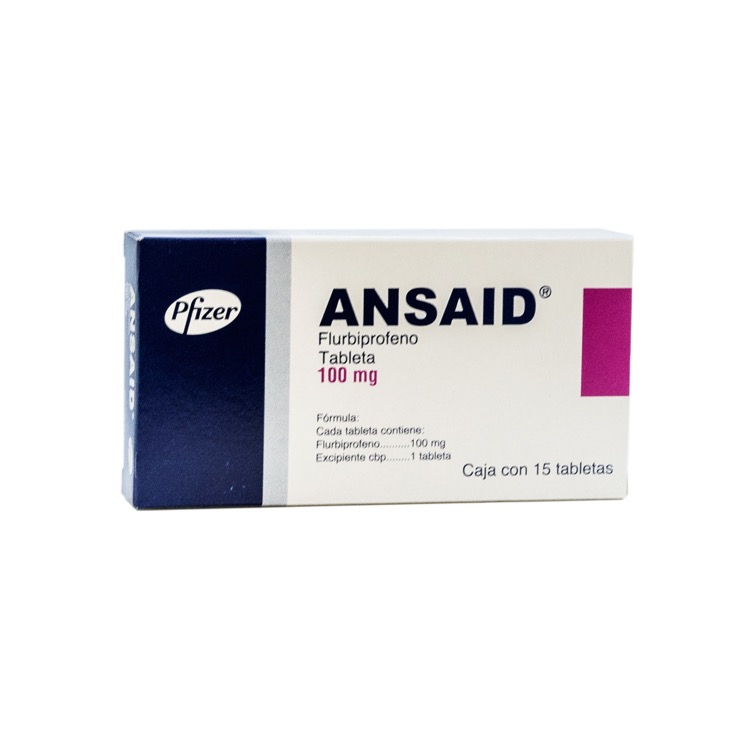 ANSAID®
Pfizer
ANSAID®
Flurbiprofeno
Tableta
100 mg
Fórmula:
Cada tableta contiene:
Flurbiprofeno..........100 mg
Excipiente cbp........1 tableta
Caja con 15 tabletas